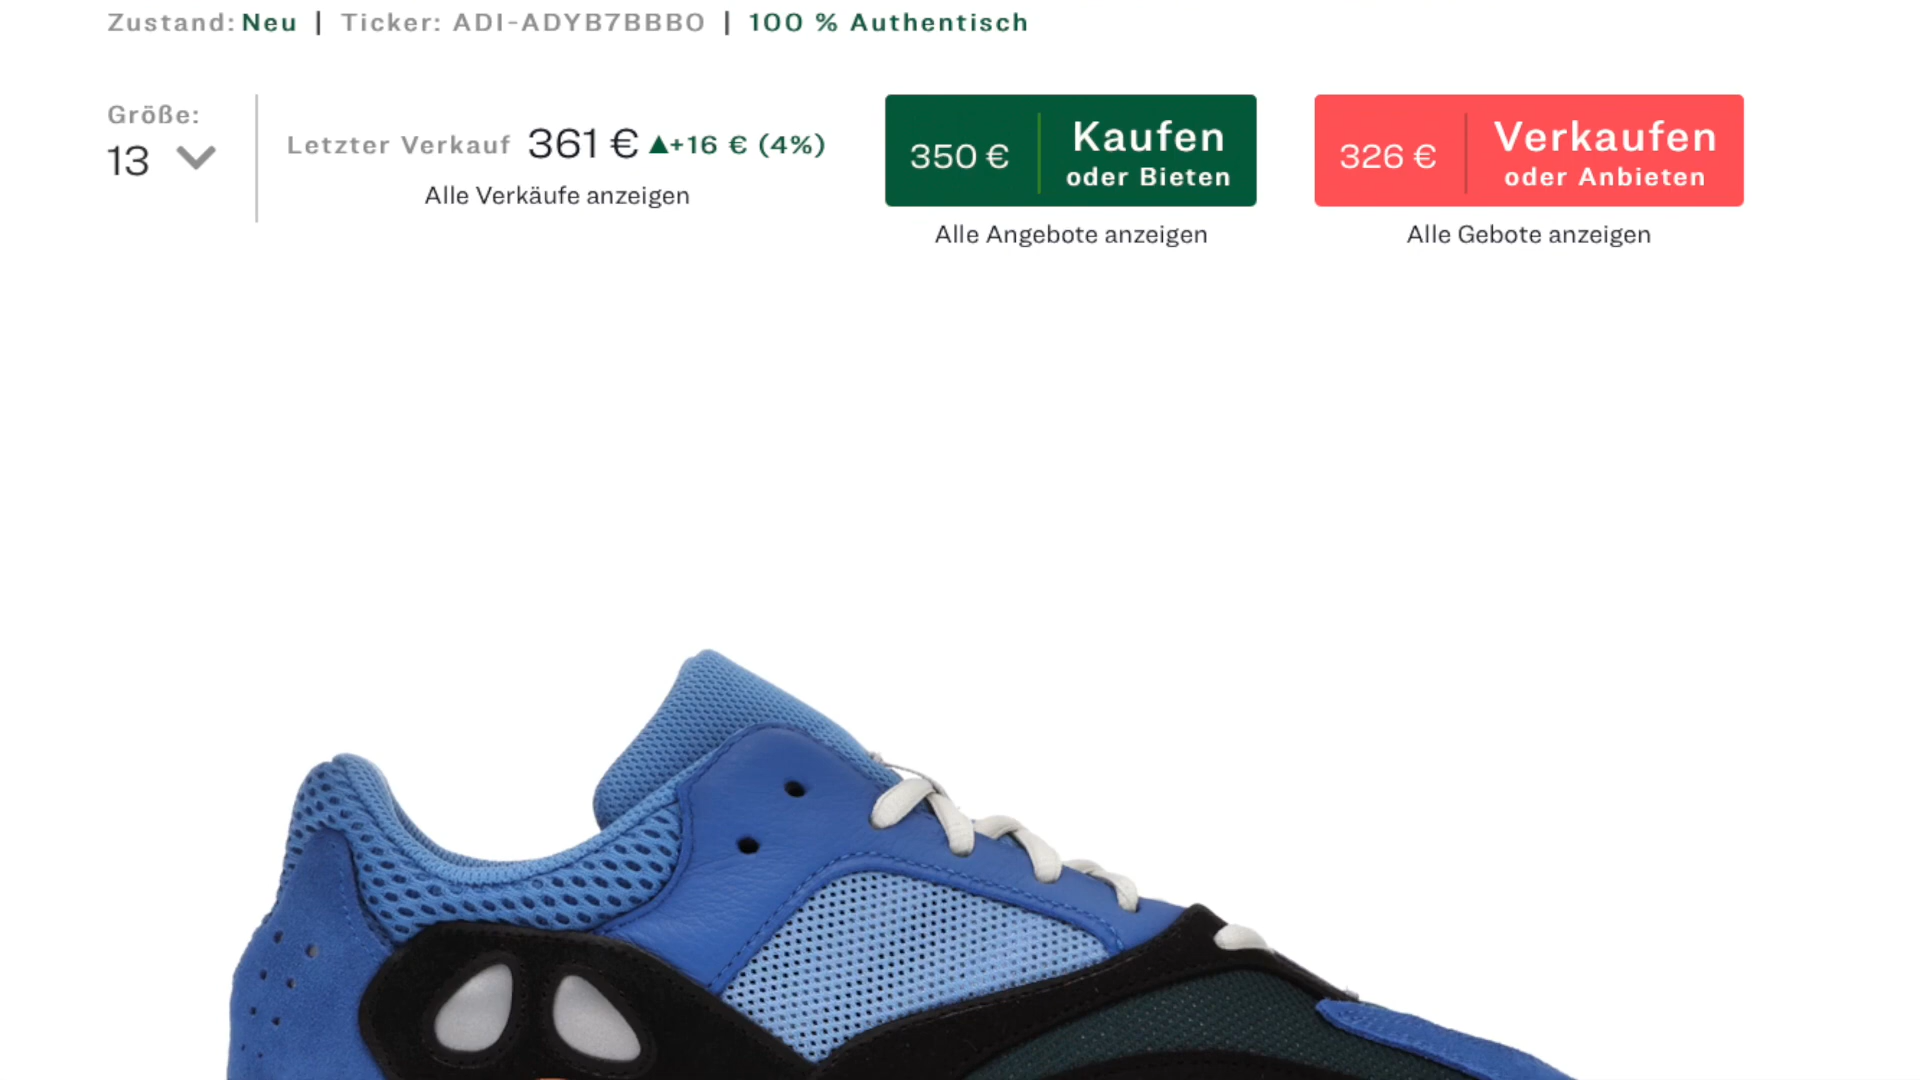 Zustand: Neu | Ticker: ADI-ADYB7BBBO | 100 % Authentisch
Größe:
13
Letzter Verkauf 361 € ▲+16 € (4%)
Alle Verkäufe anzeigen
350 €
Kaufen
oder Bieten
Alle Angebote anzeigen
326 €
Verkaufen
oder Anbieten
Alle Gebote anzeigen